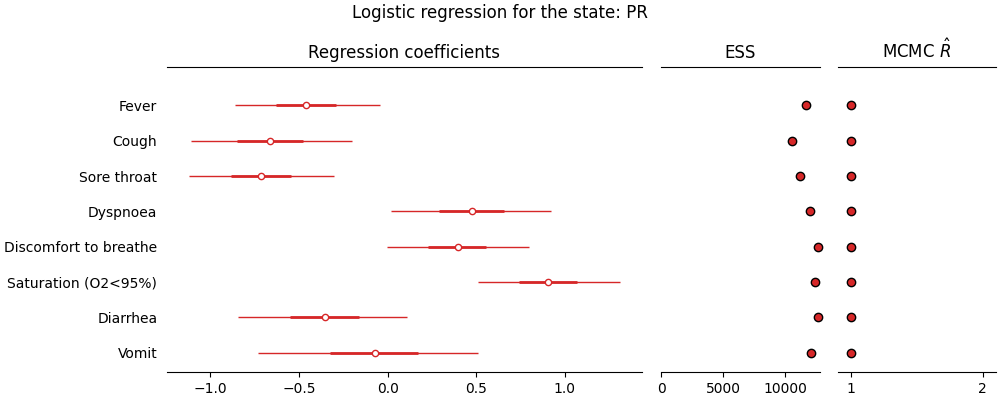 Logistic regression for the state: PR
Regression coefficients
ESS
MCMC R̂
Fever
Cough
Sore throat
Dyspnoea
Discomfort to breathe
Saturation (O2<95%)
Diarrhea
Vomit
−1.0 −0.5 0.0 0.5 1.0
0 5000 10000
1 2